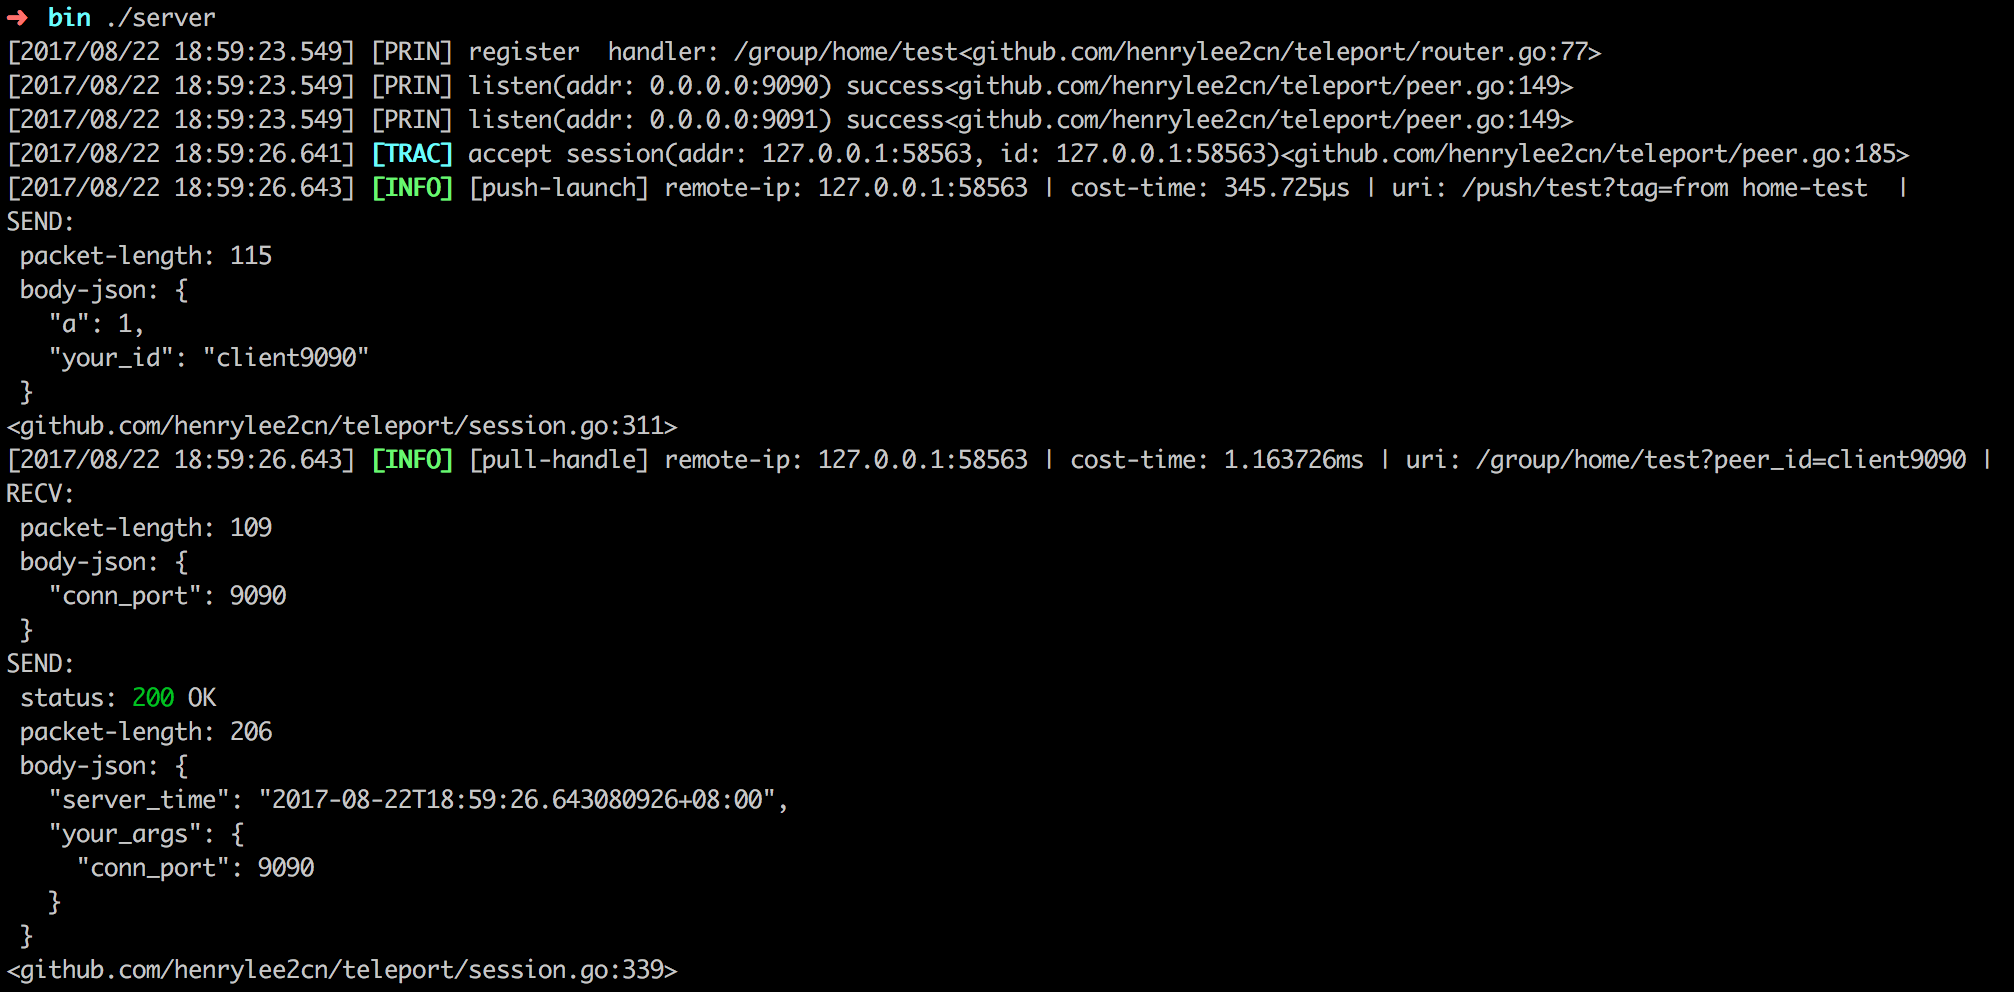 ➜ bin ./server
[2017/08/22 18:59:23.549] [PRIN] register  handler: /group/home/test<github.com/henrylee2cn/teleport/router.go:77>
[2017/08/22 18:59:23.549] [PRIN] listen(addr: 0.0.0.0:9090) success<github.com/henrylee2cn/teleport/peer.go:149>
[2017/08/22 18:59:23.549] [PRIN] listen(addr: 0.0.0.0:9091) success<github.com/henrylee2cn/teleport/peer.go:149>
[2017/08/22 18:59:26.641] [TRAC] accept session(addr: 127.0.0.1:58563, id: 127.0.0.1:58563)<github.com/henrylee2cn/teleport/peer.go:185>
[2017/08/22 18:59:26.643] [INFO] [push-launch] remote-ip: 127.0.0.1:58563 | cost-time: 345.725µs | uri: /push/test?tag=from home-test  |
SEND:
 packet-length: 115
 body-json: {
   "a": 1,
   "your_id": "client9090"
 }
<github.com/henrylee2cn/teleport/session.go:311>
[2017/08/22 18:59:26.643] [INFO] [pull-handle] remote-ip: 127.0.0.1:58563 | cost-time: 1.163726ms | uri: /group/home/test?peer_id=client9090 |
RECV:
 packet-length: 109
 body-json: {
   "conn_port": 9090
 }
SEND:
 status: 200 OK
 packet-length: 206
 body-json: {
   "server_time": "2017-08-22T18:59:26.643080926+08:00",
   "your_args": {
     "conn_port": 9090
   }
 }
<github.com/henrylee2cn/teleport/session.go:339>